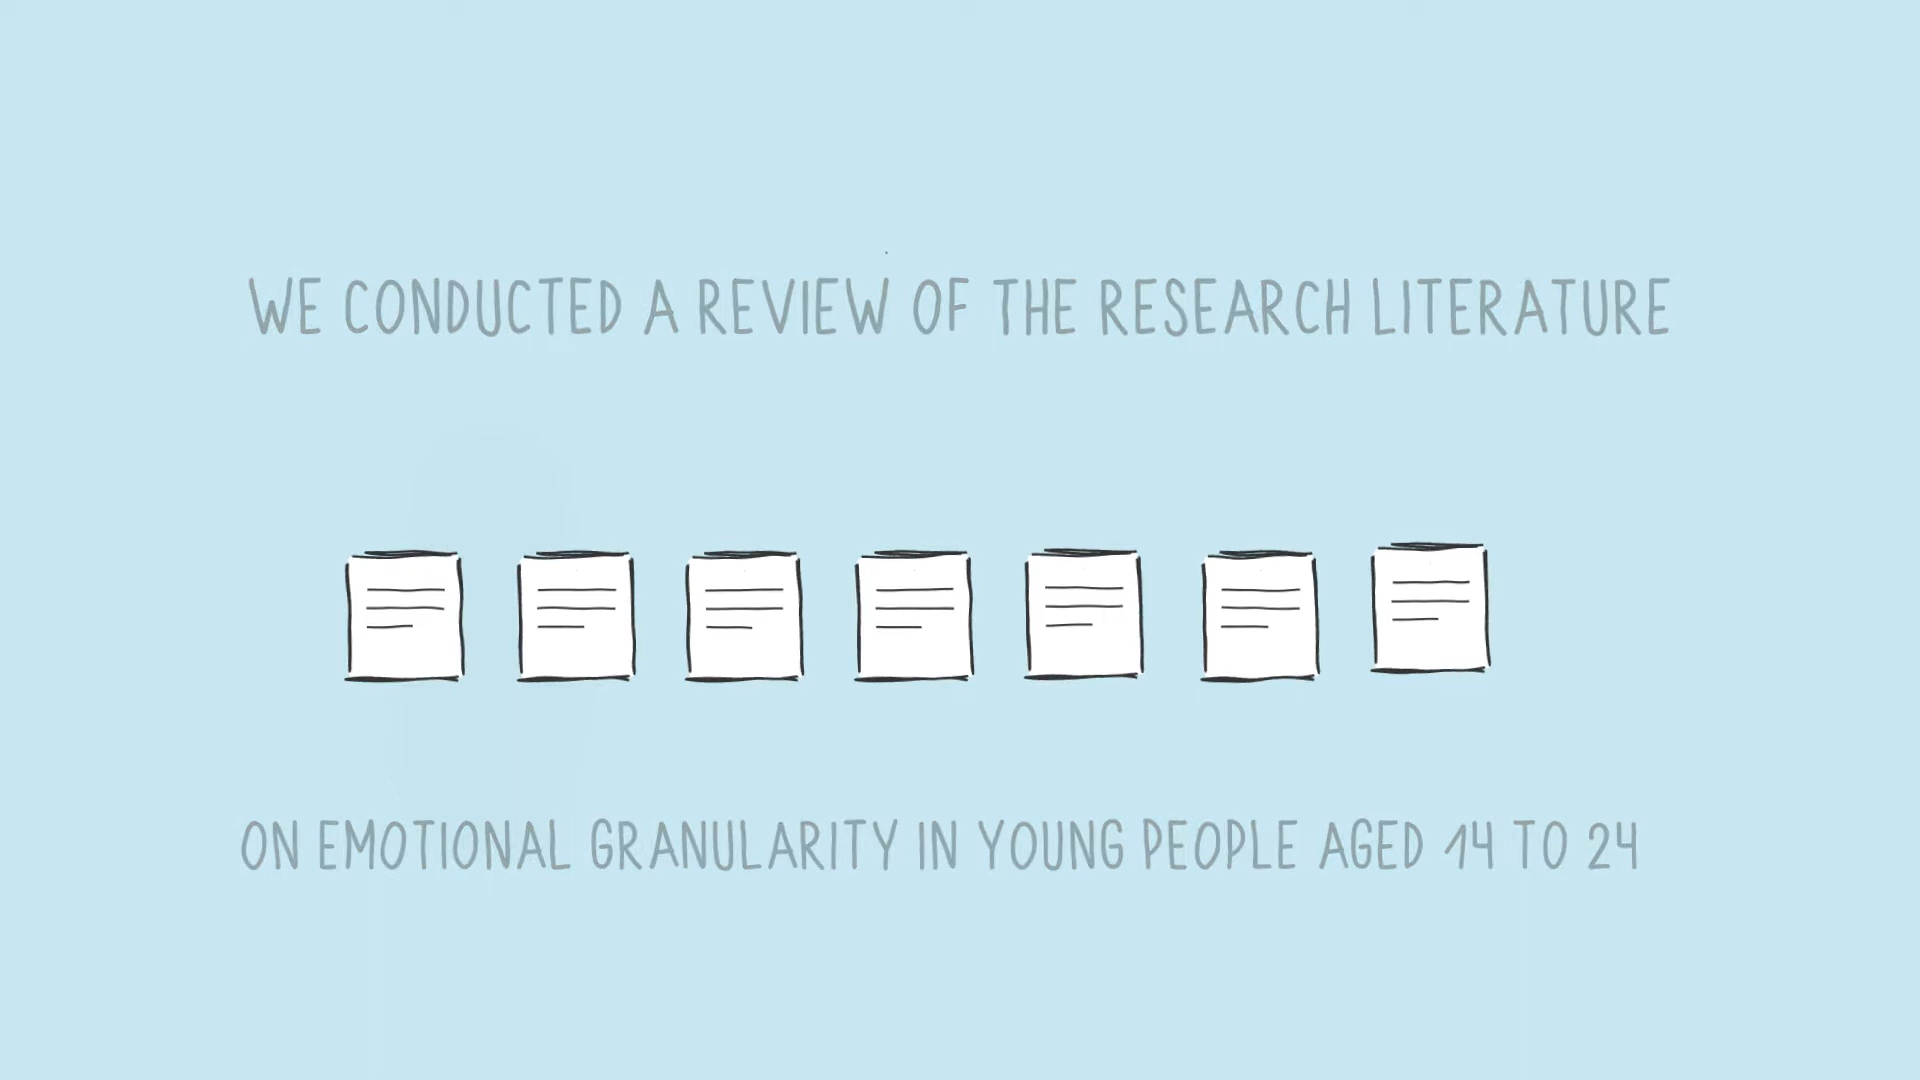 WE CONDUCTED A REVIEW OF THE RESEARCH LITERATURE
ON EMOTIONAL GRANULARITY IN YOUNG PEOPLE AGED 14 TO 24